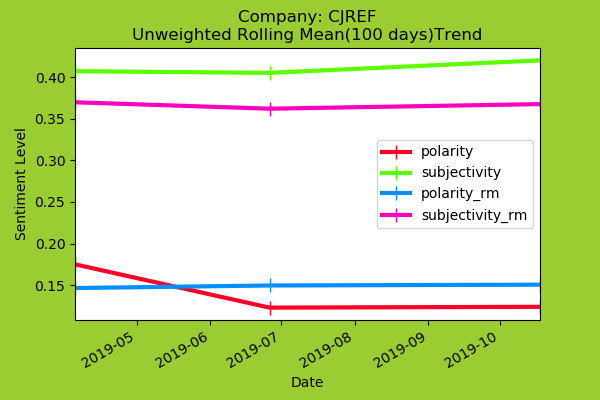 Company: CJREF
Unweighted Rolling Mean(100 days)Trend
0.40
0.35
0.30
0.25
0.20
0.15
Sentiment Level
polarity
subjectivity
polarity_rm
subjectivity_rm
2019-05
2019-06
2019-07
2019-08
2019-09
2019-10
Date